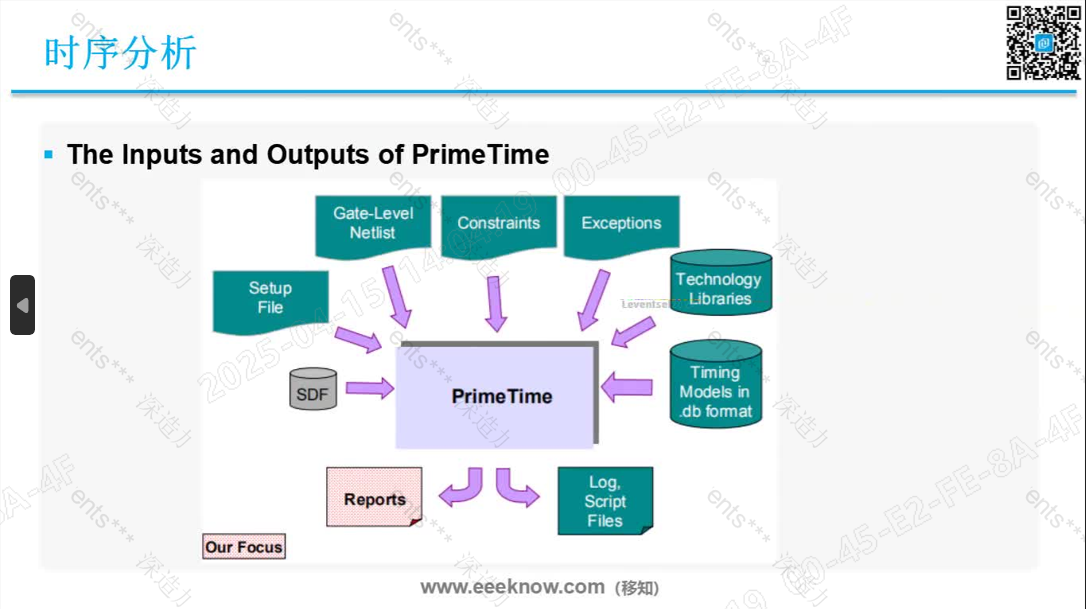 时序分析
The Inputs and Outputs of PrimeTime
Gate-Level
Netlist
Constraints
Exceptions
Setup
File
Technology
Libraries
SDF
PrimeTime
Timing
Models in
.db format
Reports
Log,
Script
Files
Our Focus
www.eeeknow.com (移知)
2025-04-15 14:04:19 00-45-E2-FE-8A-4F
ents***
深造力